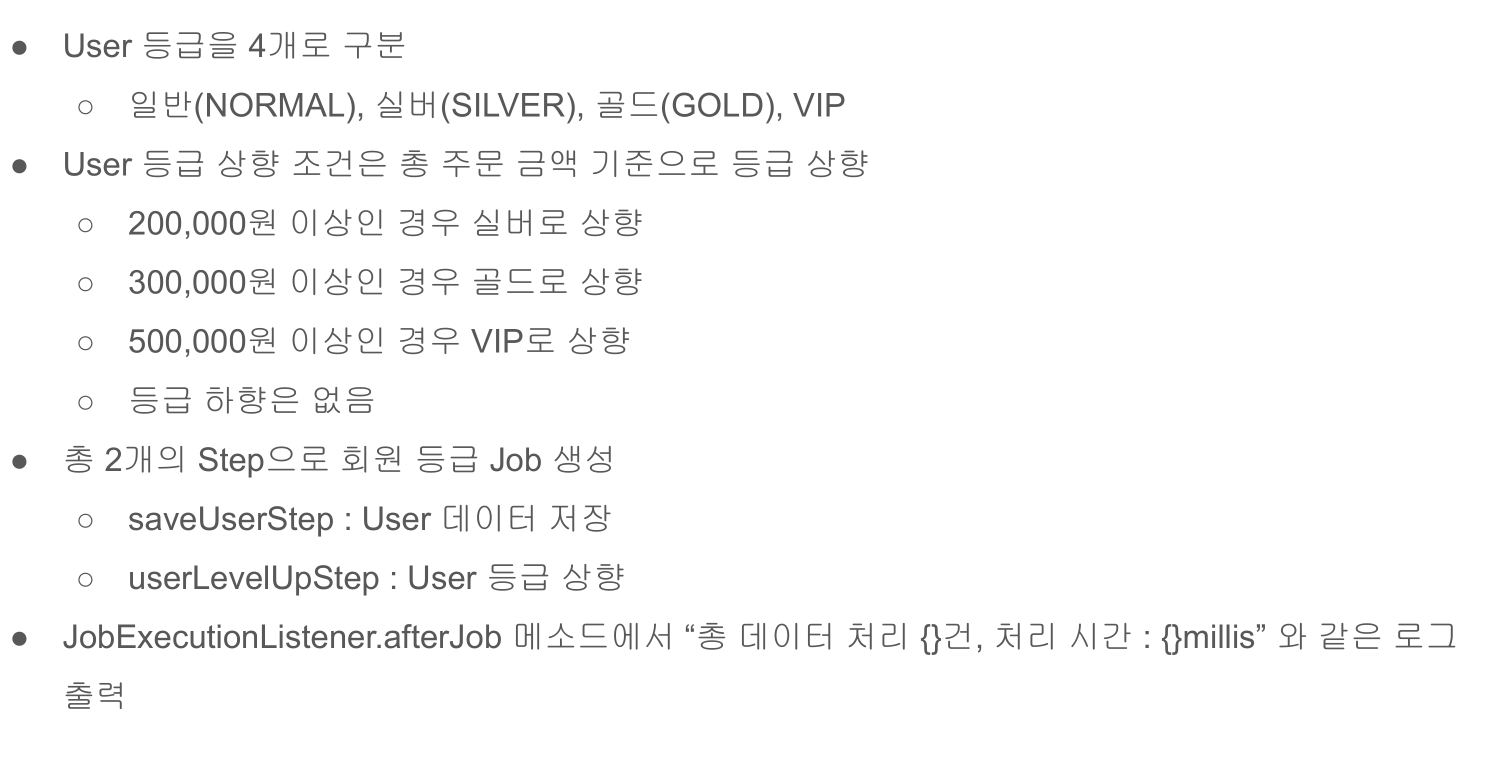 ● User 등급을 4개로 구분
○ 일반(NORMAL), 실버(SILVER), 골드(GOLD), VIP
● User 등급 상향 조건은 총 주문 금액 기준으로 등급 상향
○ 200,000원 이상인 경우 실버로 상향
○ 300,000원 이상인 경우 골드로 상향
○ 500,000원 이상인 경우 VIP로 상향
○ 등급 하향은 없음
● 총 2개의 Step으로 회원 등급 Job 생성
○ saveUserStep : User 데이터 저장
○ userLevelUpStep : User 등급 상향
● JobExecutionListener.afterJob 메소드에서 “총 데이터 처리 {}건, 처리 시간 : {}millis” 와 같은 로그
출력